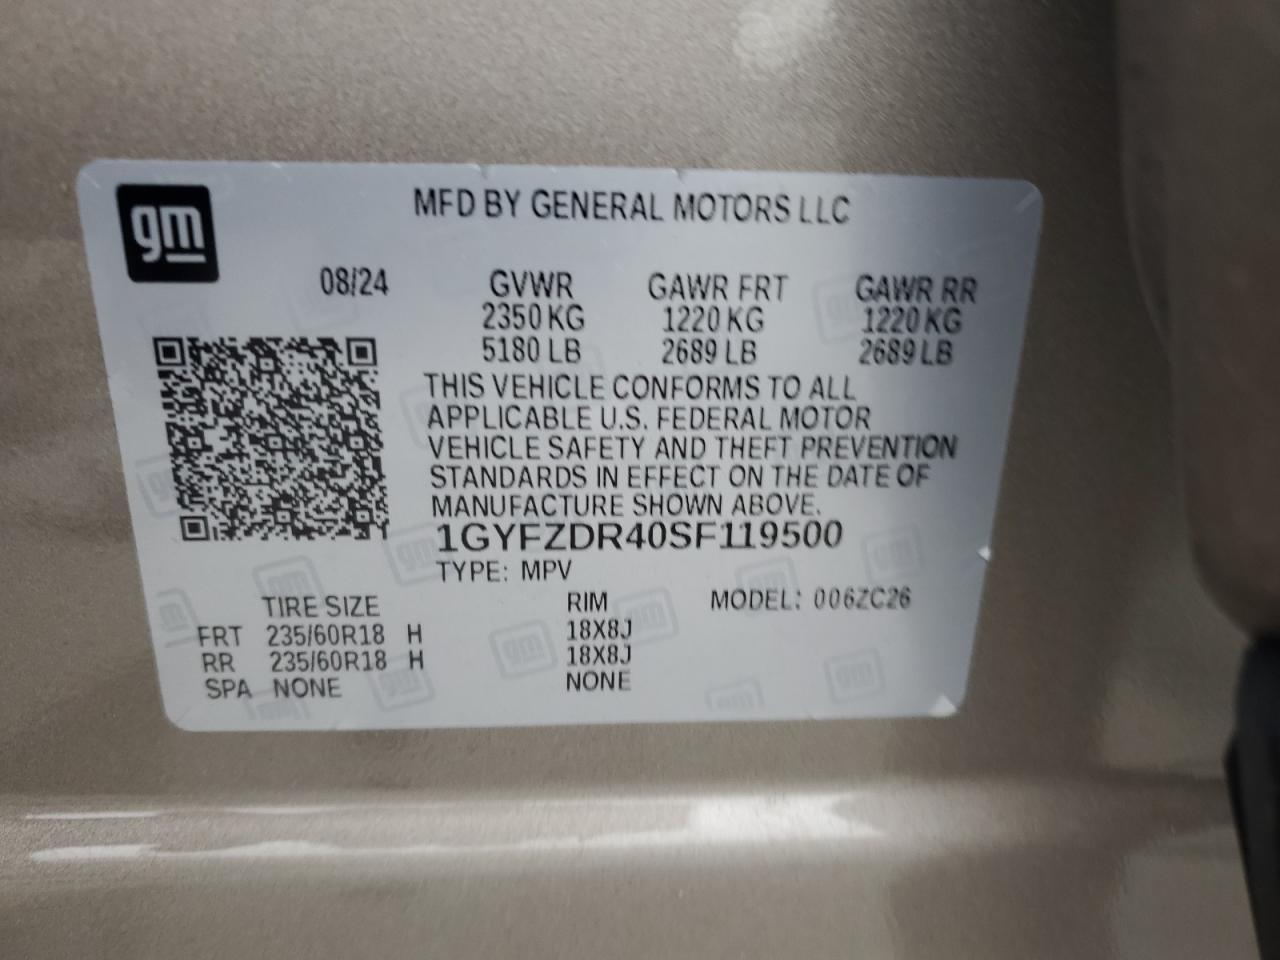 gm
MFD BY GENERAL MOTORS LLC
08/24 GVWR GAWR FRT GAWR RR
2350 KG 1220 KG 1220 KG
5180 LB 2689 LB 2689 LB
THIS VEHICLE CONFORMS TO ALL
APPLICABLE U.S. FEDERAL MOTOR
VEHICLE SAFETY AND THEFT PREVENTION
STANDARDS IN EFFECT ON THE DATE OF
MANUFACTURE SHOWN ABOVE.
1GYFZDR40SF119500
TYPE: MPV
TIRE SIZE RIM MODEL: 006ZC26
FRT 235/60R18 H 18X8J
RR 235/60R18 H 18X8J
SPA NONE NONE